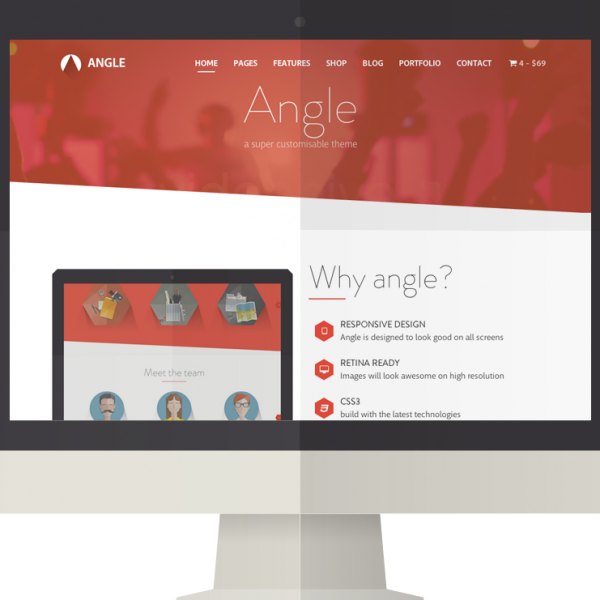 ANGLE
HOME PAGES FEATURES SHOP BLOG PORTFOLIO CONTACT 4 - $69
Angle
a super customisable theme
Why angle?
RESPONSIVE DESIGN
Angle is designed to look good on all screens
RETINA READY
Images will look awesome on high resolution
CSS3
build with the latest technologies
Meet the team